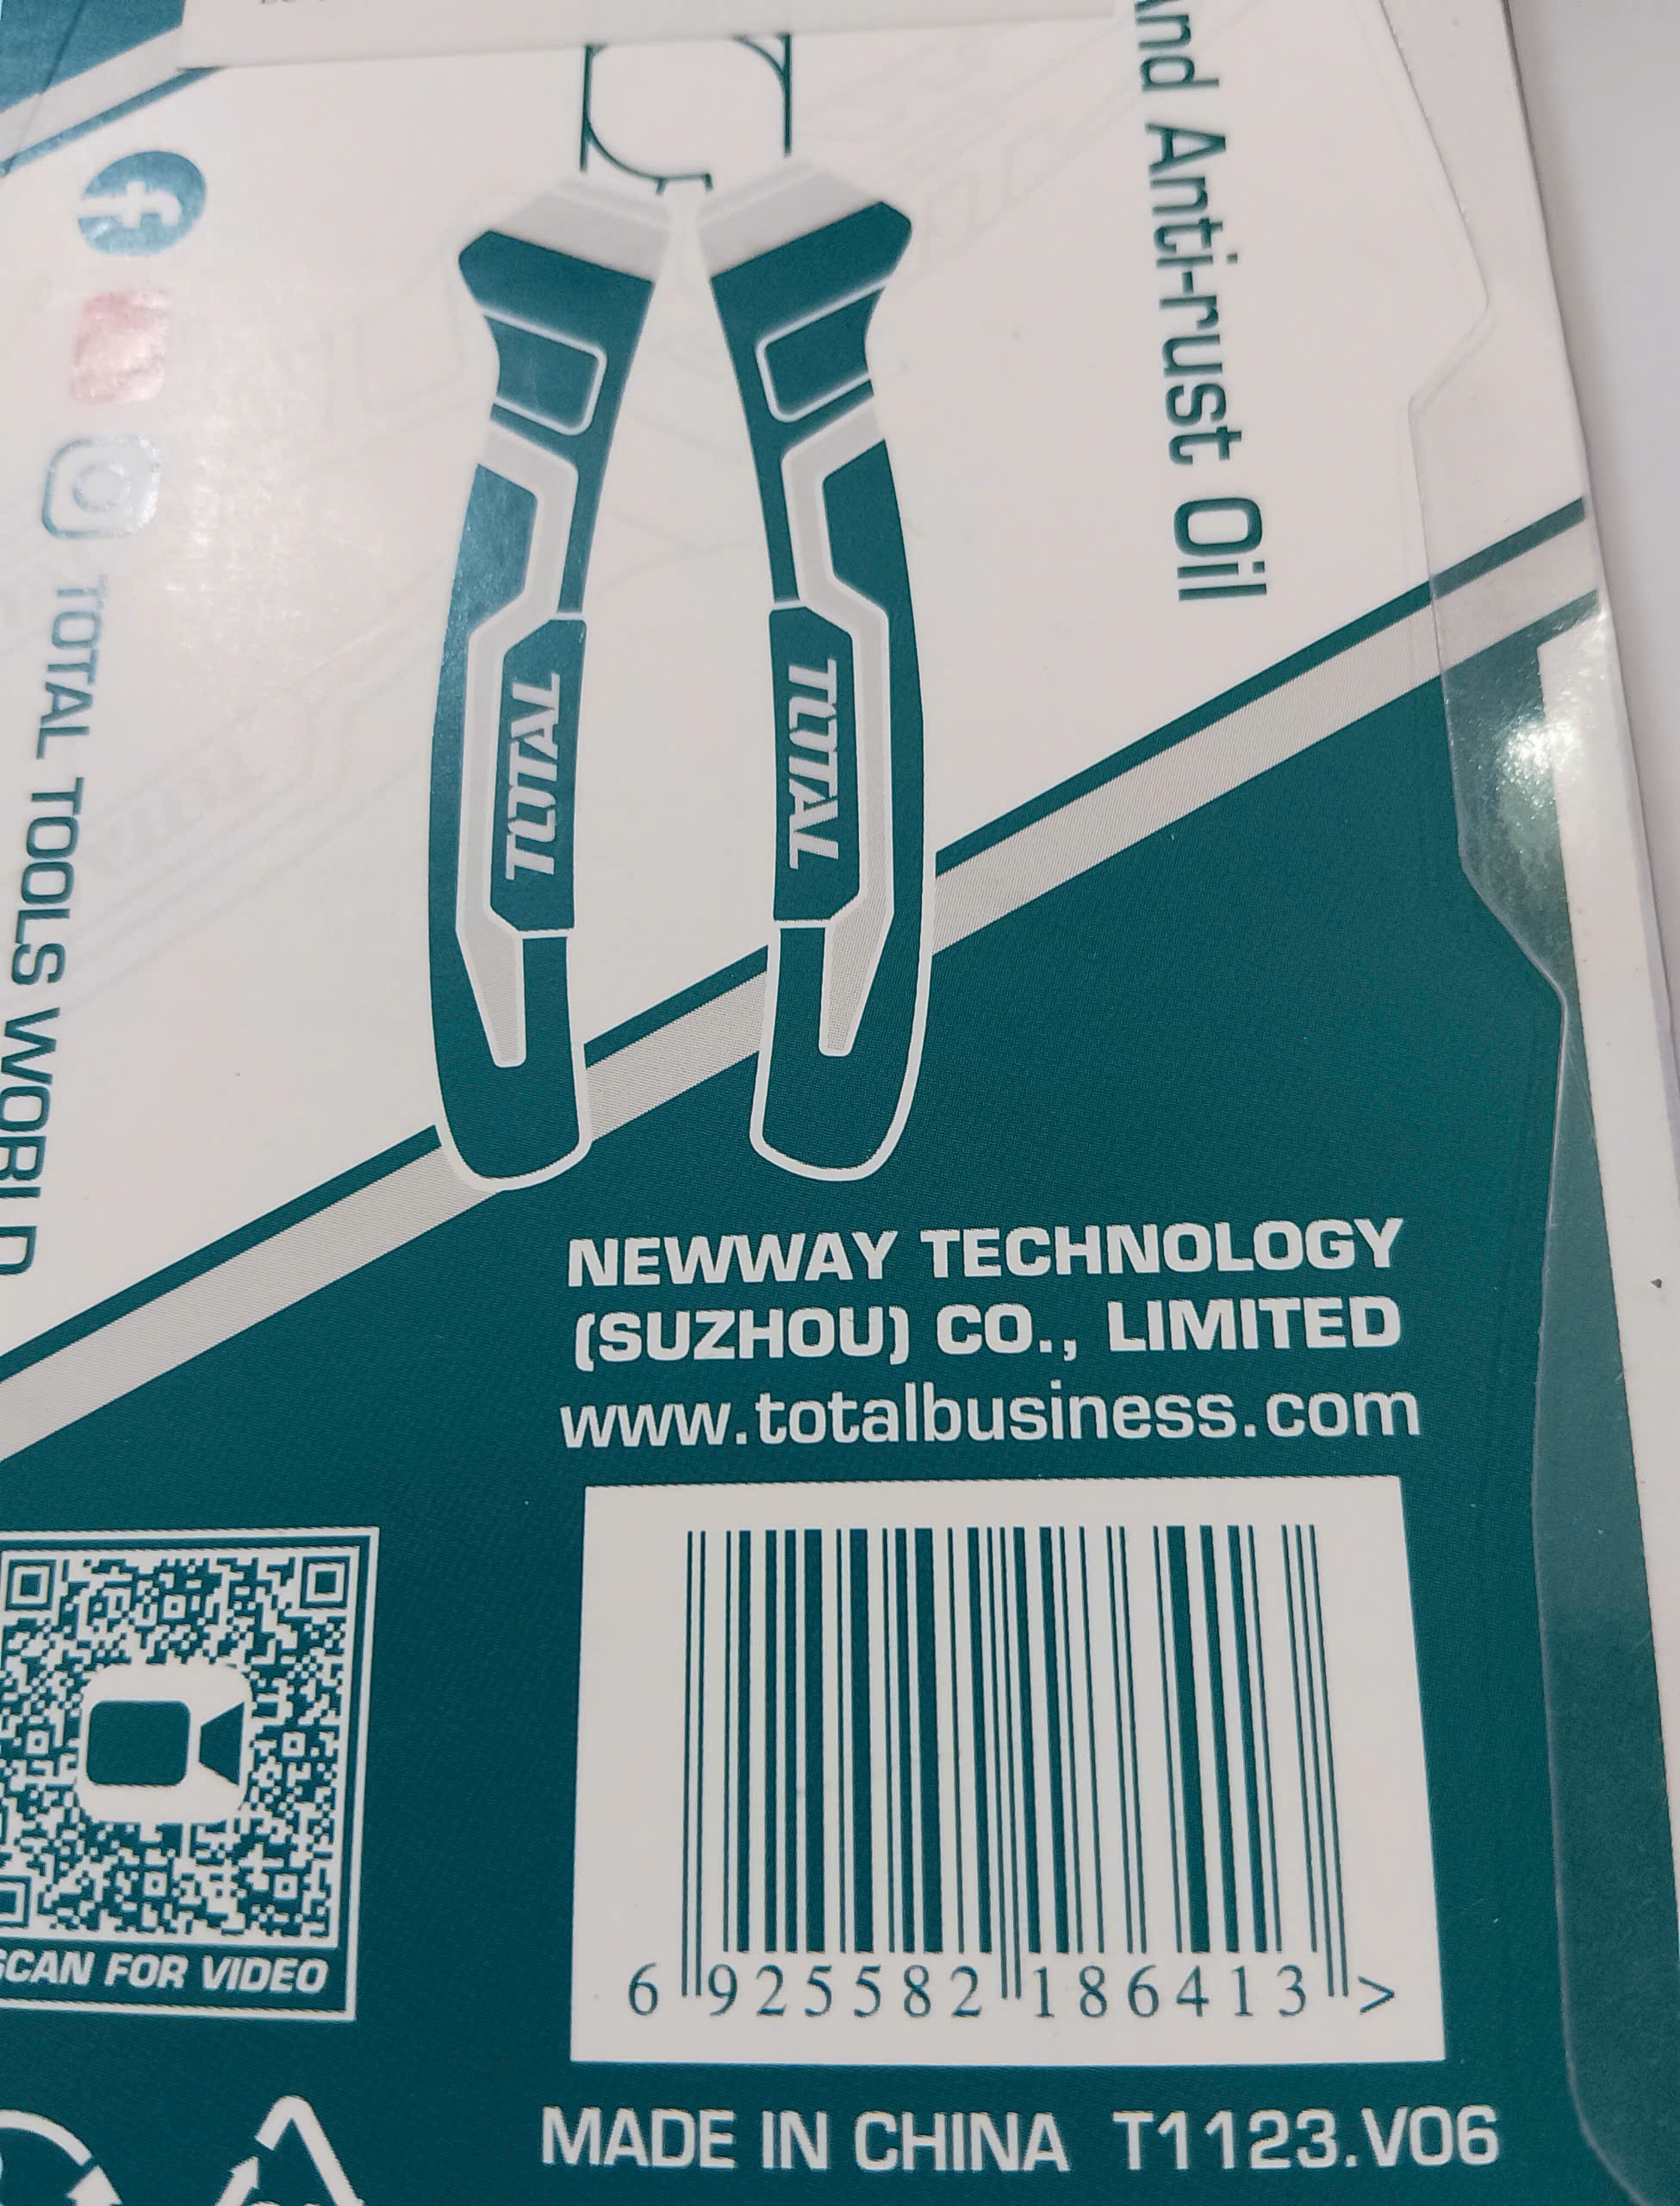 And Anti-rust Oil
TOTAL TOOLS WORLD
TOTAL
TOTAL
NEWWAY TECHNOLOGY
(SUZHOU) CO., LIMITED
www.totalbusiness.com
6 925582 186413 >
SCAN FOR VIDEO
MADE IN CHINA T1123.V06